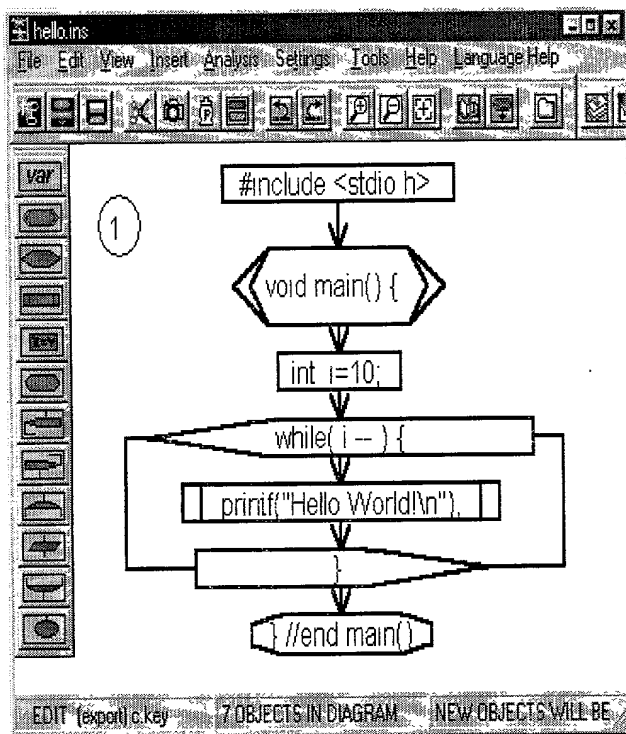 hello.ins
File Edit View Insert Analysis Settings Tools Help Language Help
var
1
#include <stdio h>
void main() {
int i=10;
while( i -- ) {
printf("Hello World!\n"),
}
} //end main()
EDIT (export) c.key 7 OBJECTS IN DIAGRAM NEW OBJECTS WILL BE